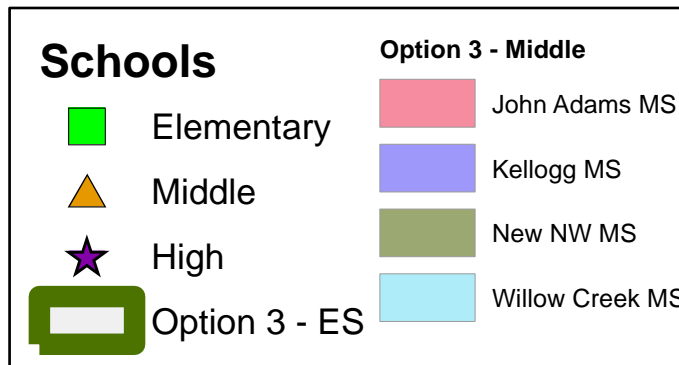 Schools
Elementary
Middle
High
Option 3 - ES
Option 3 - Middle
John Adams MS
Kellogg MS
New NW MS
Willow Creek MS